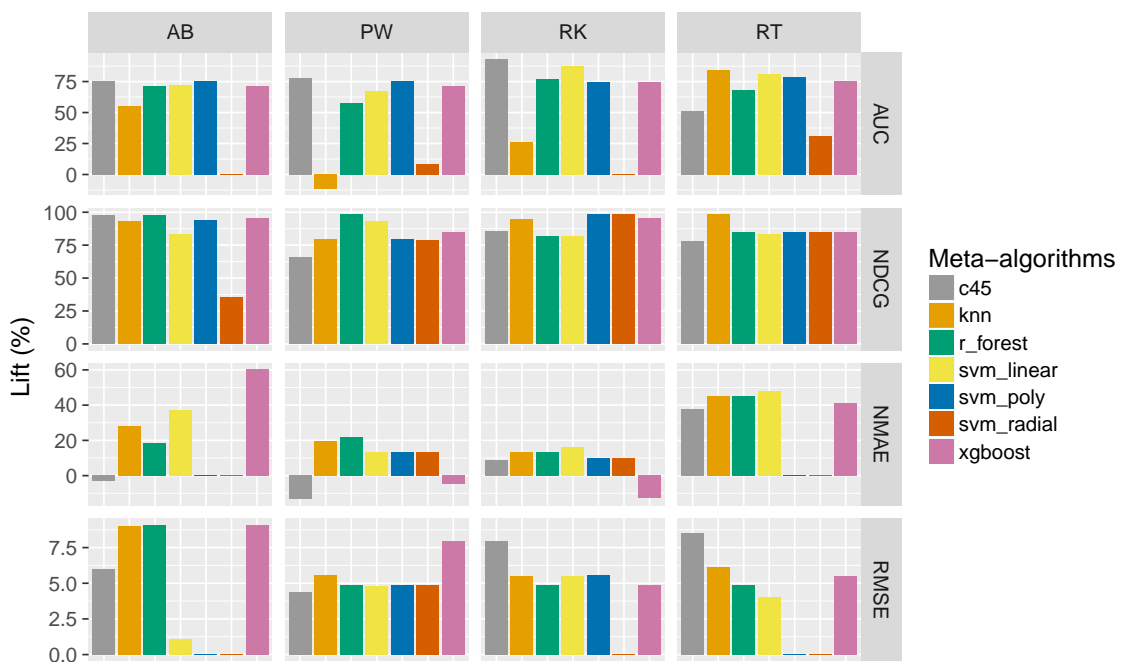 AB PW RK RT
75
50
25
0
AUC
100
75
50
25
0
NDCG
60
40
20
0
NMAE
7.5
5.0
2.5
0.0
RMSE
Lift (%)
Meta−algorithms
c45
knn
r_forest
svm_linear
svm_poly
svm_radial
xgboost